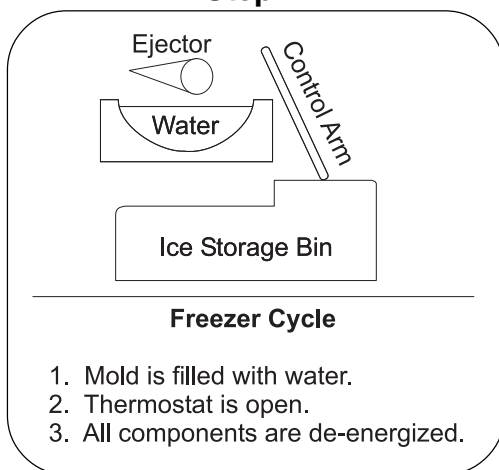 Ejector
Control Arm
Water
Ice Storage Bin
Freezer Cycle
1. Mold is filled with water.
2. Thermostat is open.
3. All components are de-energized.